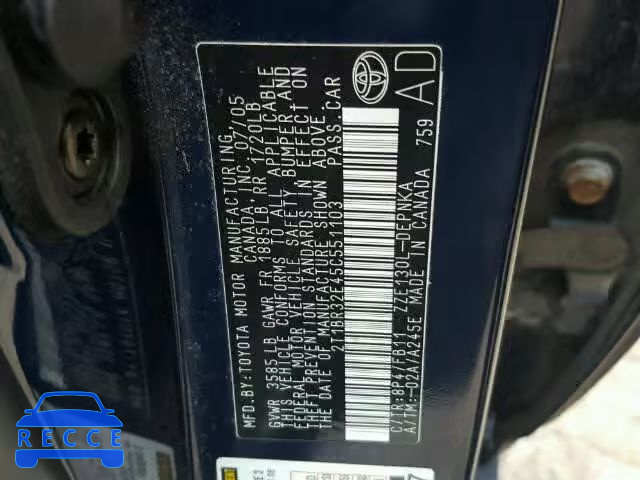 MFD. BY: TOYOTA MOTOR MANUFACTURING
CANADA, INC. 07/05
GVWR 3585LB GAWR FR 1885LB RR 1720LB
THIS VEHICLE CONFORMS TO ALL APPLICABLE
FEDERAL MOTOR VEHICLE SAFETY BUMPER, AND
THEFT PREVENTION STANDARDS IN EFFECT ON
THE DATE OF MANUFACTURE SHOWN ABOVE.
PASS. CAR
C/TR: 8P4/FB11 ZZE130L-DEPNKA
A/TM: -02A/A245E MADE IN CANADA 759
AD
RECCE